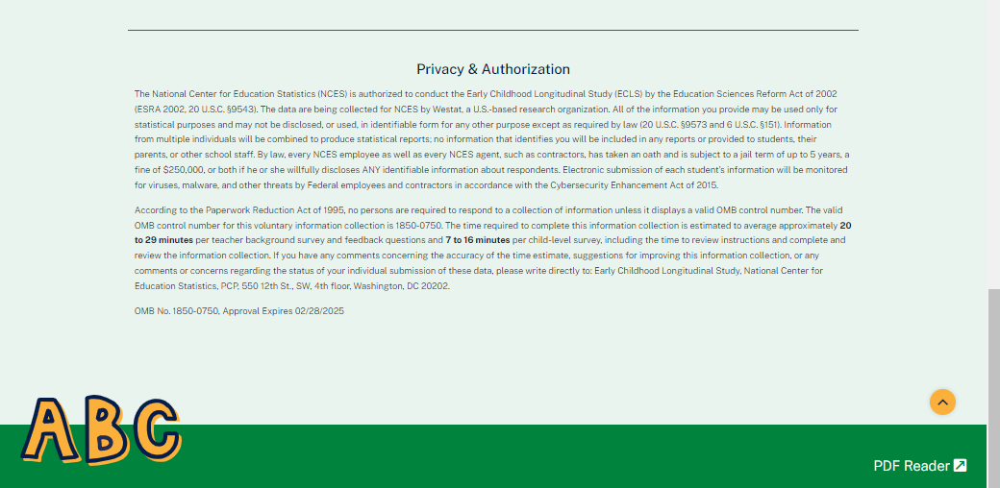 Privacy & Authorization
The National Center for Education Statistics (NCES) is authorized to conduct the Early Childhood Longitudinal Study (ECLS) by the Education Sciences Reform Act of 2002
(ESRA 2002, 20 U.S.C. §9543). The data are being collected for NCES by Westat, a U.S.-based research organization. All of the information you provide may be used only for
statistical purposes and may not be disclosed, or used, in identifiable form for any other purpose except as required by law (20 U.S.C. §9573 and 6 U.S.C. §151). Information
from multiple individuals will be combined to produce statistical reports; no information that identifies you will be included in any reports or provided to students, their
parents, or other school staff. By law, every NCES employee as well as every NCES agent, such as contractors, has taken an oath and is subject to a jail term of up to 5 years, a
fine of $250,000, or both if he or she willfully discloses ANY identifiable information about respondents. Electronic submission of each student's information will be monitored
for viruses, malware, and other threats by Federal employees and contractors in accordance with the Cybersecurity Enhancement Act of 2015.
According to the Paperwork Reduction Act of 1995, no persons are required to respond to a collection of information unless it displays a valid OMB control number. The valid
OMB control number for this voluntary information collection is 1850-0750. The time required to complete this information collection is estimated to average approximately 20
to 29 minutes per teacher background survey and feedback questions and 7 to 16 minutes per child-level survey, including the time to review instructions and complete and
review the information collection. If you have any comments concerning the accuracy of the time estimate, suggestions for improving this information collection, or any
comments or concerns regarding the status of your individual submission of these data, please write directly to: Early Childhood Longitudinal Study, National Center for
Education Statistics, PCP, 550 12th St., SW, 4th floor, Washington, DC 20202.
OMB No. 1850-0750, Approval Expires 02/28/2025
ABC
PDF Reader